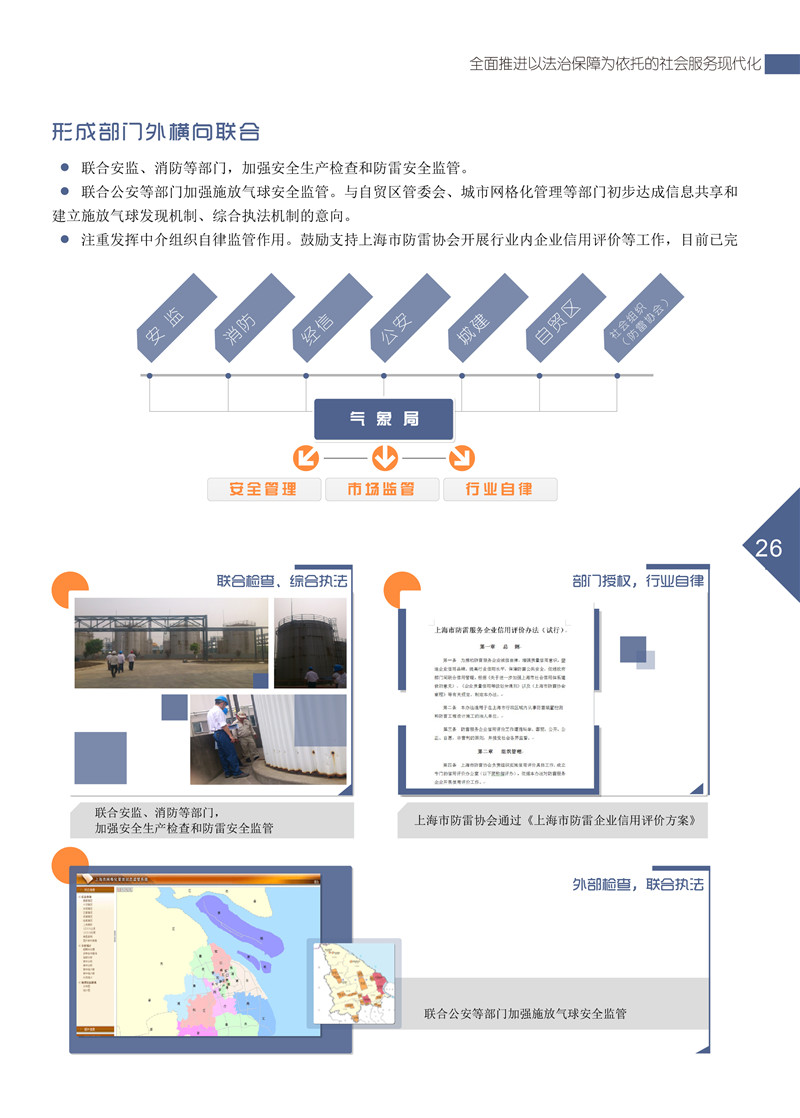 全面推进以法治保障为依托的社会服务现代化
形成部门外横向联合
● 联合安监、消防等部门，加强安全生产检查和防雷安全监管。
● 联合公安等部门加强施放气球安全监管。与自贸区管委会、城市网格化管理等部门初步达成信息共享和
建立施放气球发现机制、综合执法机制的意向。
● 注重发挥中介组织自律监管作用。鼓励支持上海市防雷协会开展行业内企业信用评价等工作，目前已完
安 监
消防
经信
公安
城建
自贸区
社会组织
（防雷协会）
气象局
安全管理
市场监管
行业自律
26
联合检查、综合执法
部门授权，行业自律
上海市防雷服务企业信用评价办法（试行）
第一章 总 则
第二章 组织管理
联合安监、消防等部门，
加强安全生产检查和防雷安全监管
上海市防雷协会通过《上海市防雷企业信用评价方案》
外部检查，联合执法
联合公安等部门加强施放气球安全监管